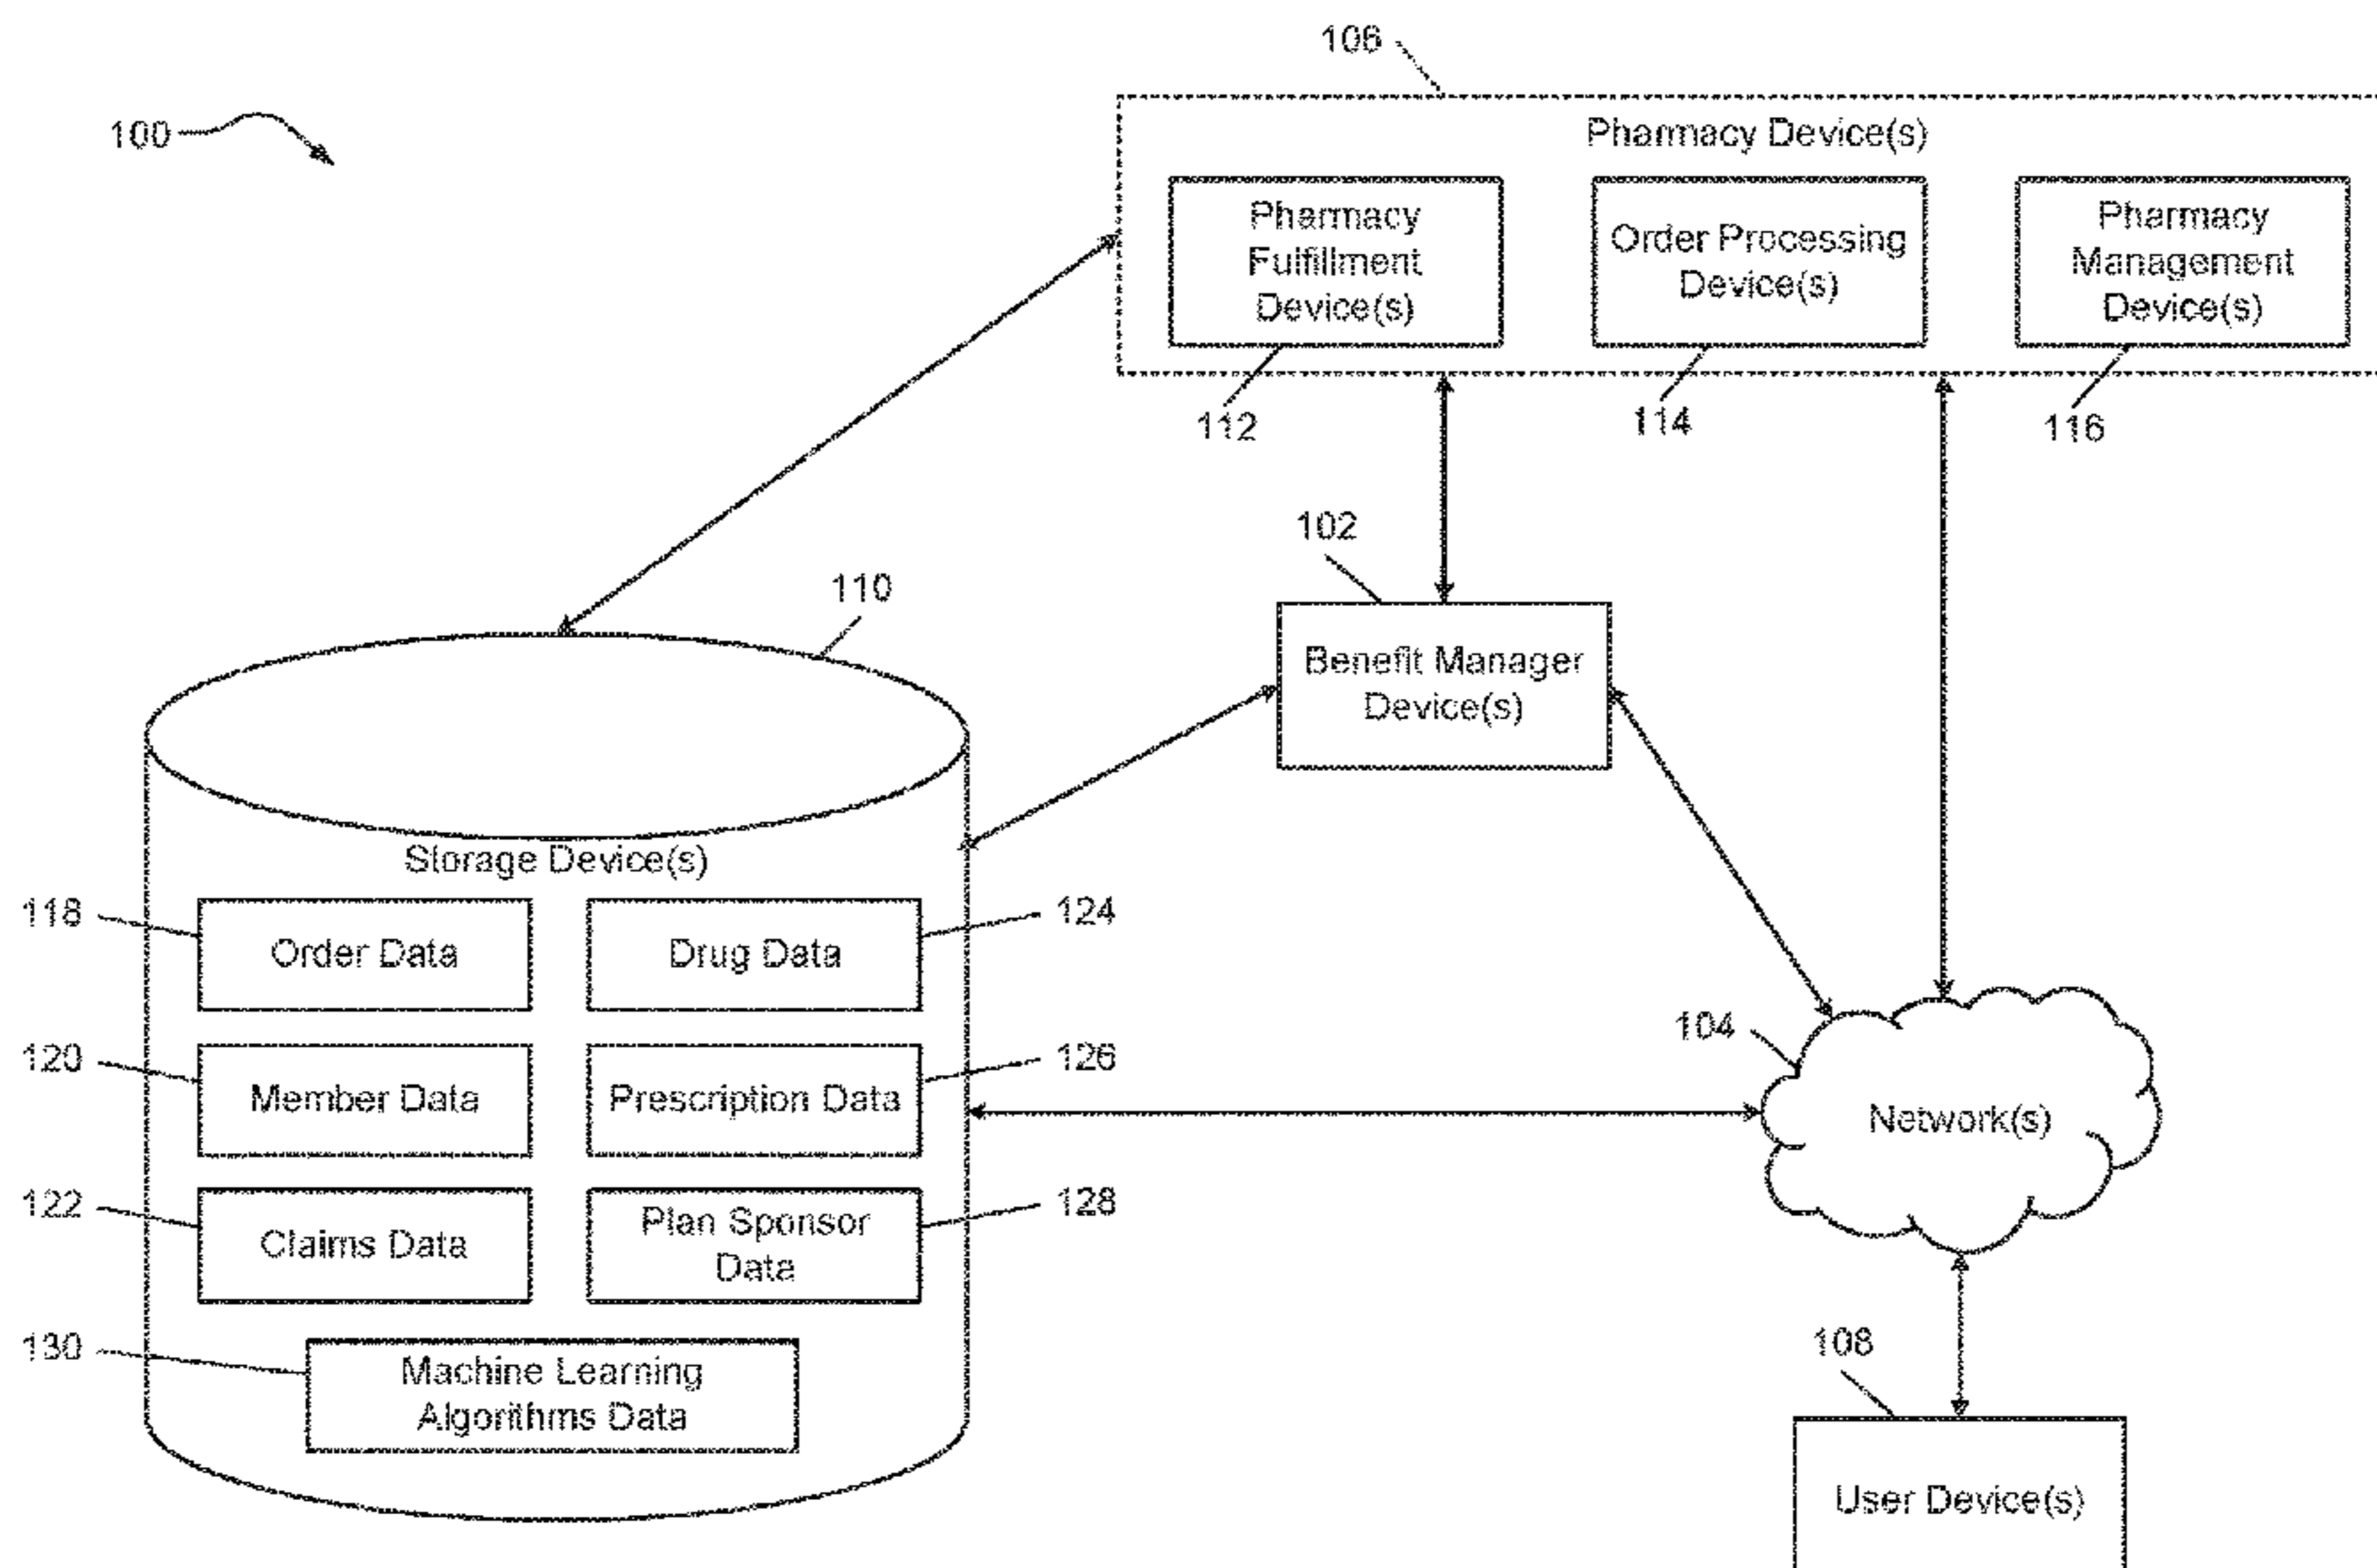 106
100
Pharmacy Device(s)
Pharmacy
Fulfillment
Device(s)
Order Processing
Device(s)
Pharmacy
Management
Device(s)
112
114
116
102
110
Benefit Manager
Device(s)
Storage Device(s)
118
Order Data
Drug Data
124
120
Member Data
Prescription Data
126
104
Network(s)
122
Claims Data
Plan Sponsor
Data
128
130
Machine Learning
Algorithms Data
108
User Device(s)